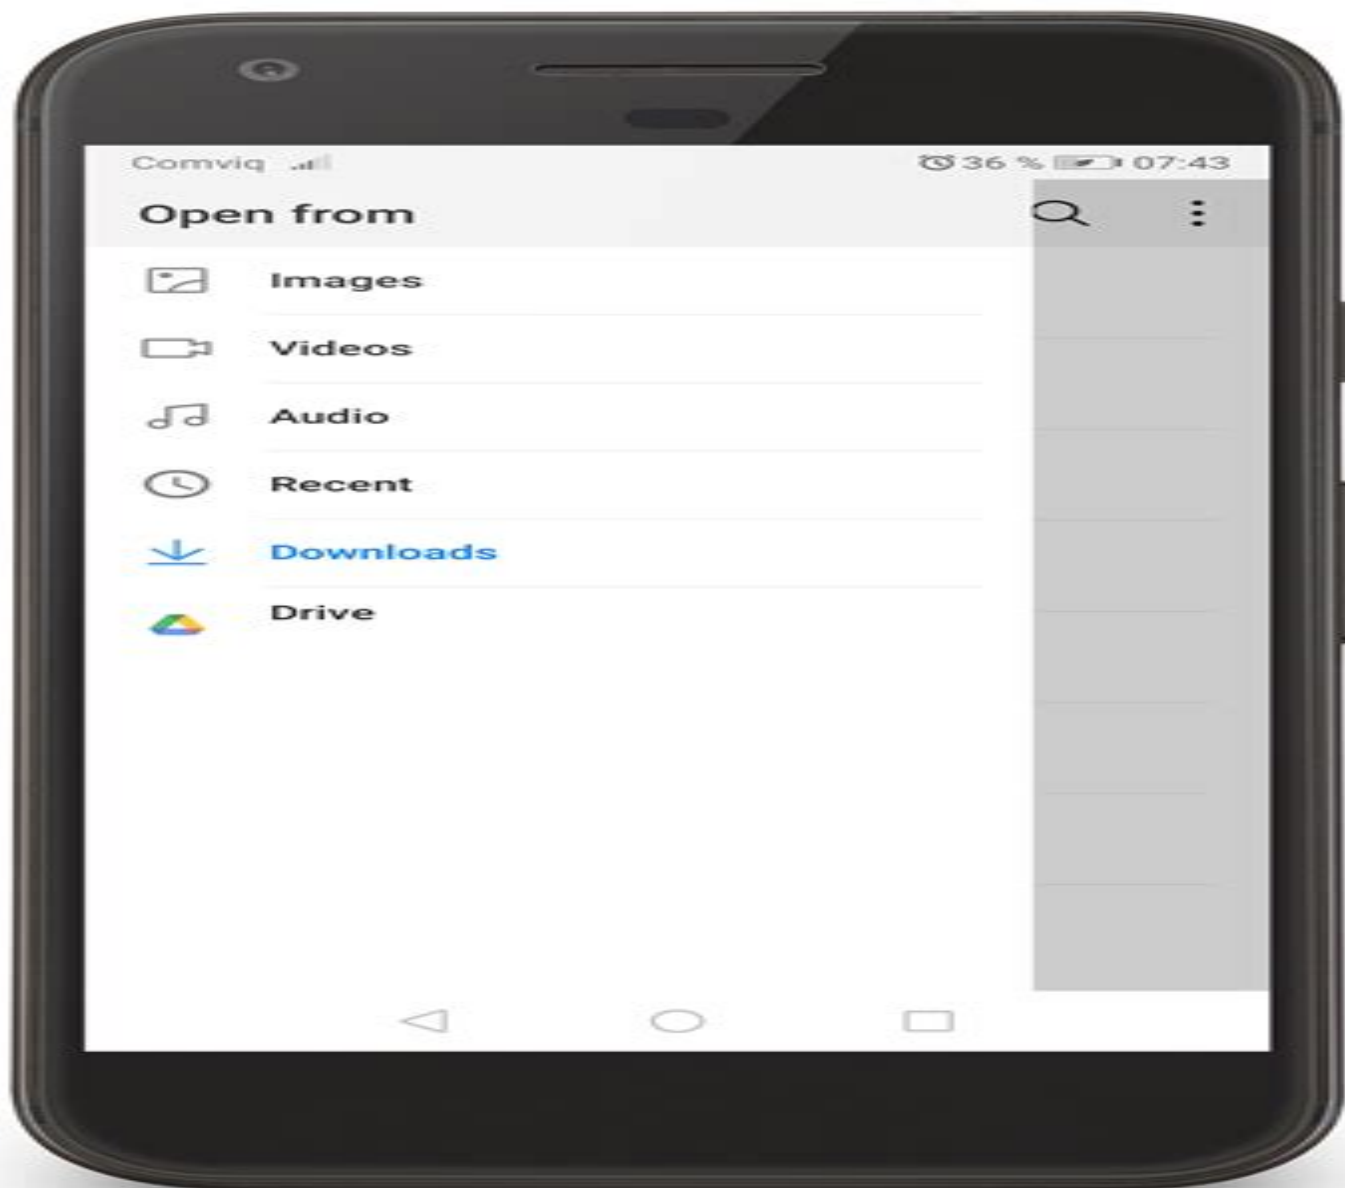 Comviq 36 % 07:43
Open from
Images
Videos
Audio
Recent
Downloads
Drive